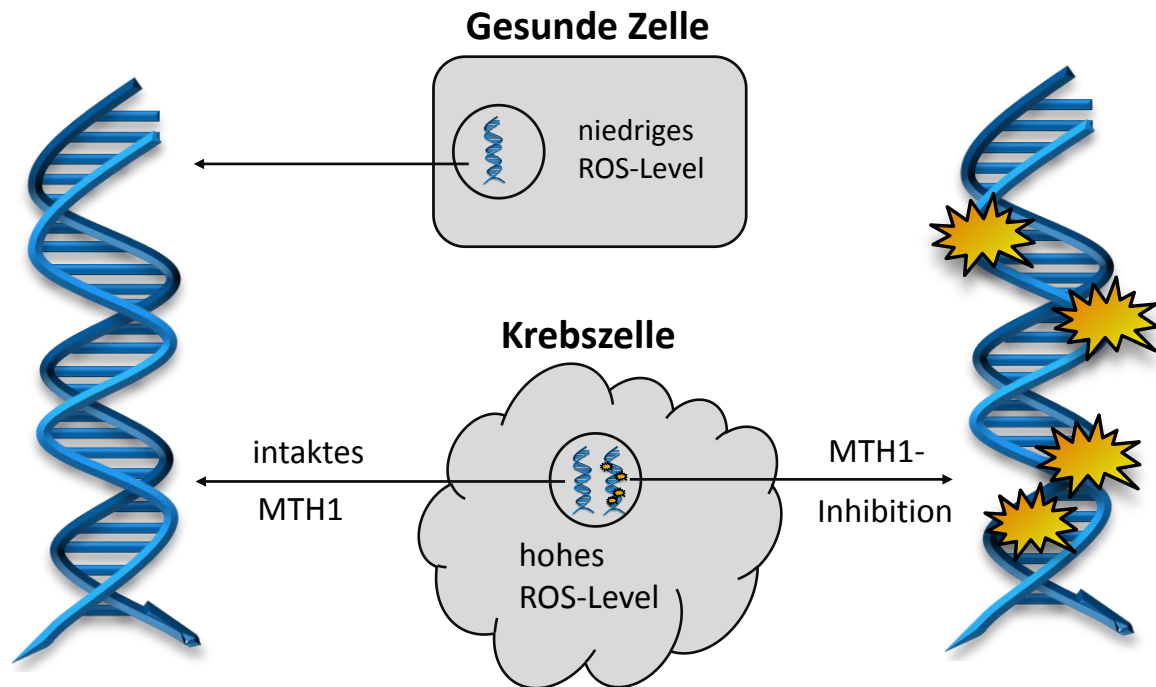 Gesunde Zelle
niedriges
ROS-Level
Krebszelle
intaktes
MTH1
MTH1-
Inhibition
hohes
ROS-Level